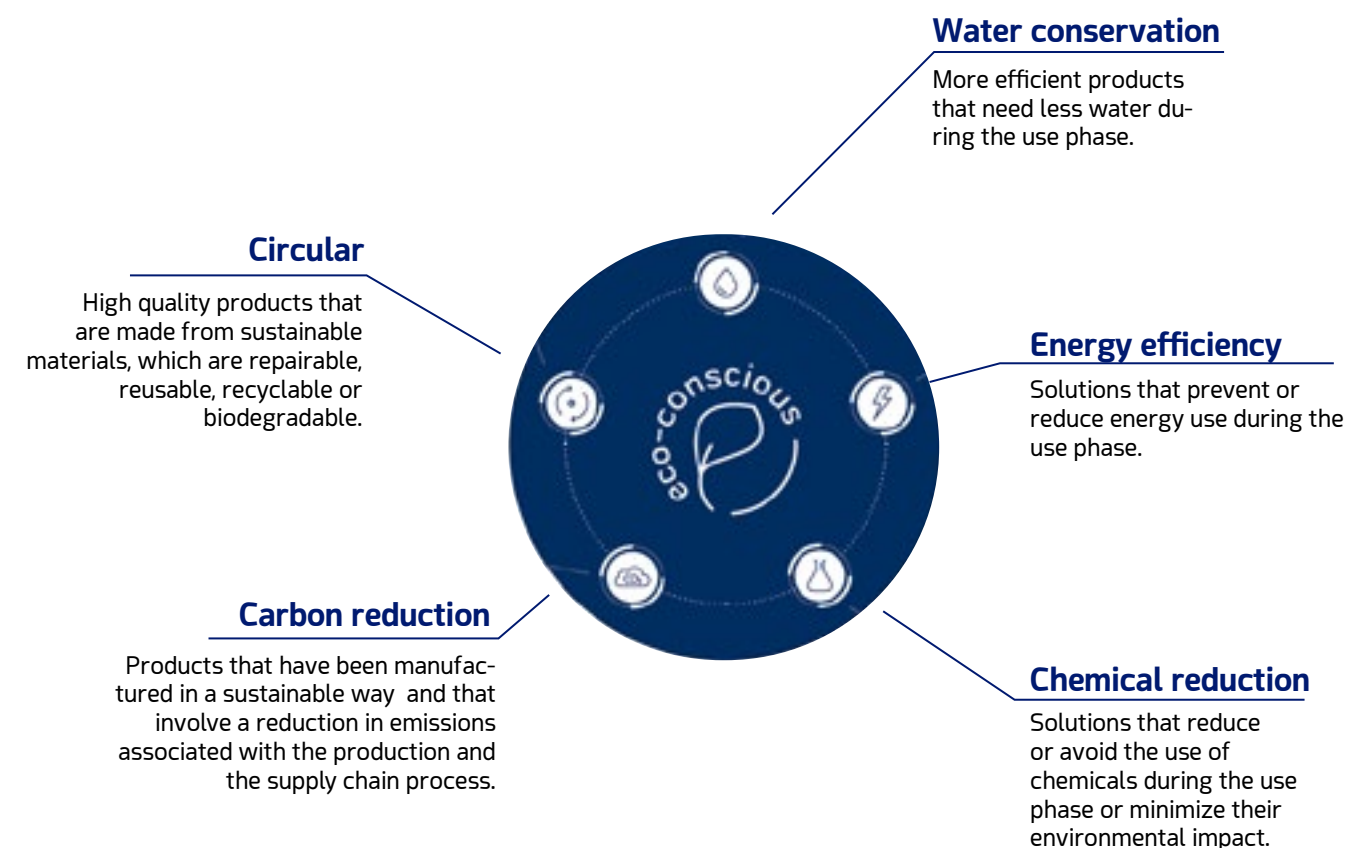 Water conservation
More efficient products
that need less water du-
ring the use phase.
Circular
High quality products that
are made from sustainable
materials, which are repairable,
reusable, recyclable or
biodegradable.
Energy efficiency
Solutions that prevent or
reduce energy use during the
use phase.
eco-conscious
Carbon reduction
Products that have been manufac-
tured in a sustainable way  and that
involve a reduction in emissions
associated with the production and
the supply chain process.
Chemical reduction
Solutions that reduce
or avoid the use of
chemicals during the use
phase or minimize their
environmental impact.